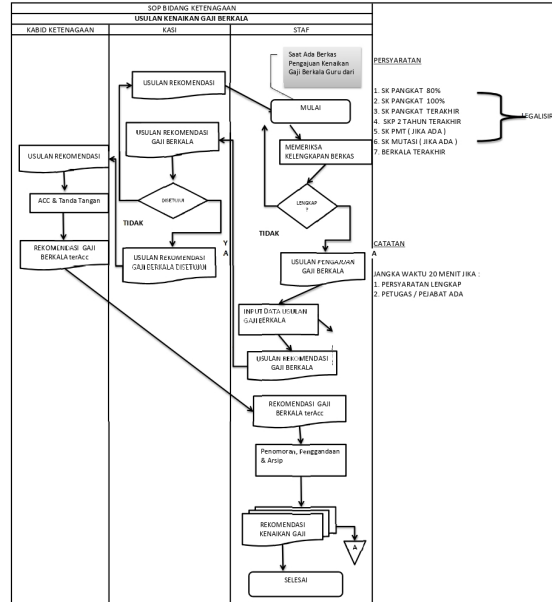 SOP BIDANG KETENAGAAN
USULAN KENAIKAN GAJI BERKALA
KABID KETENAGAAN
KASI
STAF
Saat Ada Berkas
Pengajuan Kenaikan
Gaji Berkala Guru dari
PERSYARATAN
USULAN REKOMENDASI
MULAI
1. SK PANGKAT 80%
2. SK PANGKAT 100%
3. SK PANGKAT TERAKHIR
4. SKP 2 TAHUN TERAKHIR
5. SK PMT ( JIKA ADA )
6. SK MUTASI ( JIKA ADA )
7. BERKALA TERAKHIR
LEGALISIR
USULAN REKOMENDASI
GAJI BERKALA
MEMERIKSA
KELENGKAPAN BERKAS
USULAN REKOMENDASI
ACC & Tanda Tangan
DISETUJUI
LENGKAP
?
TIDAK
TIDAK
REKOMENDASI GAJI
BERKALA terAcc
USULAN REKOMENDASI
GAJI BERKALA DISETUJUI
Y
A
USULAN PENGAJUAN
GAJI BERKALA
CATATAN
A
JANGKA WAKTU 20 MENIT JIKA :
1. PERSYARATAN LENGKAP
2. PETUGAS / PEJABAT ADA
INPUT DATA USULAN
GAJI BERKALA
USULAN REKOMENDASI
GAJI BERKALA
REKOMENDASI GAJI
BERKALA terAcc
Penomoran, Penggandaan
& Arsip
REKOMENDASI
KENAIKAN GAJI
A
SELESAI